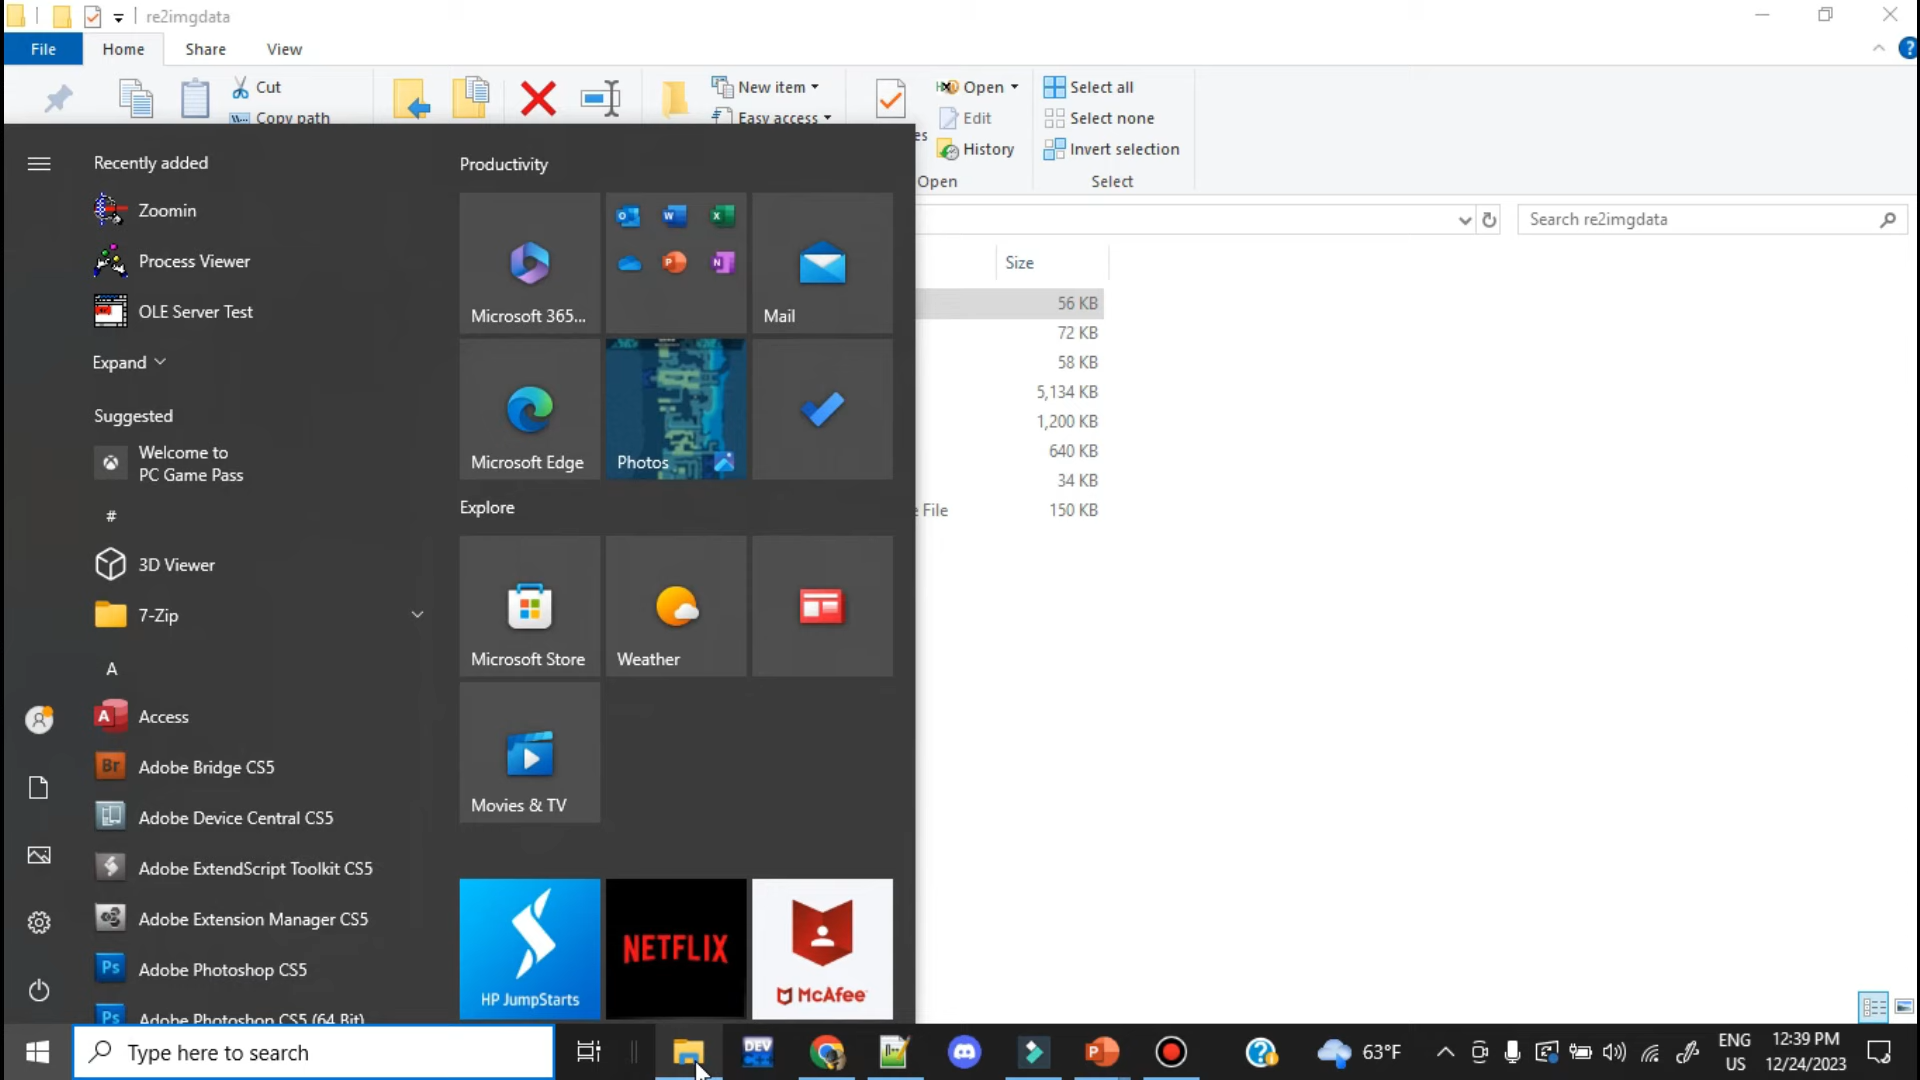 re2imgdata
File
Home
Share
View
Cut
Copy path
New item
Easy access
Open
Edit
History
Select all
Select none
Invert selection
Open
Select
Search re2imgdata
Size
56 KB
72 KB
58 KB
5,134 KB
1,200 KB
640 KB
34 KB
File
150 KB
Recently added
Zoomin
Process Viewer
OLE Server Test
Expand
Suggested
Welcome to
PC Game Pass
#
3D Viewer
7-Zip
A
Access
Adobe Bridge CS5
Adobe Device Central CS5
Adobe ExtendScript Toolkit CS5
Adobe Extension Manager CS5
Adobe Photoshop CS5
Adobe Photoshop CS5 (64 Bit)
Productivity
Microsoft 365...
Mail
Microsoft Edge
Photos
Explore
Microsoft Store
Weather
Movies & TV
HP JumpStarts
NETFLIX
McAfee
Type here to search
DEV
C++
63°F
ENG
US
12:39 PM
12/24/2023